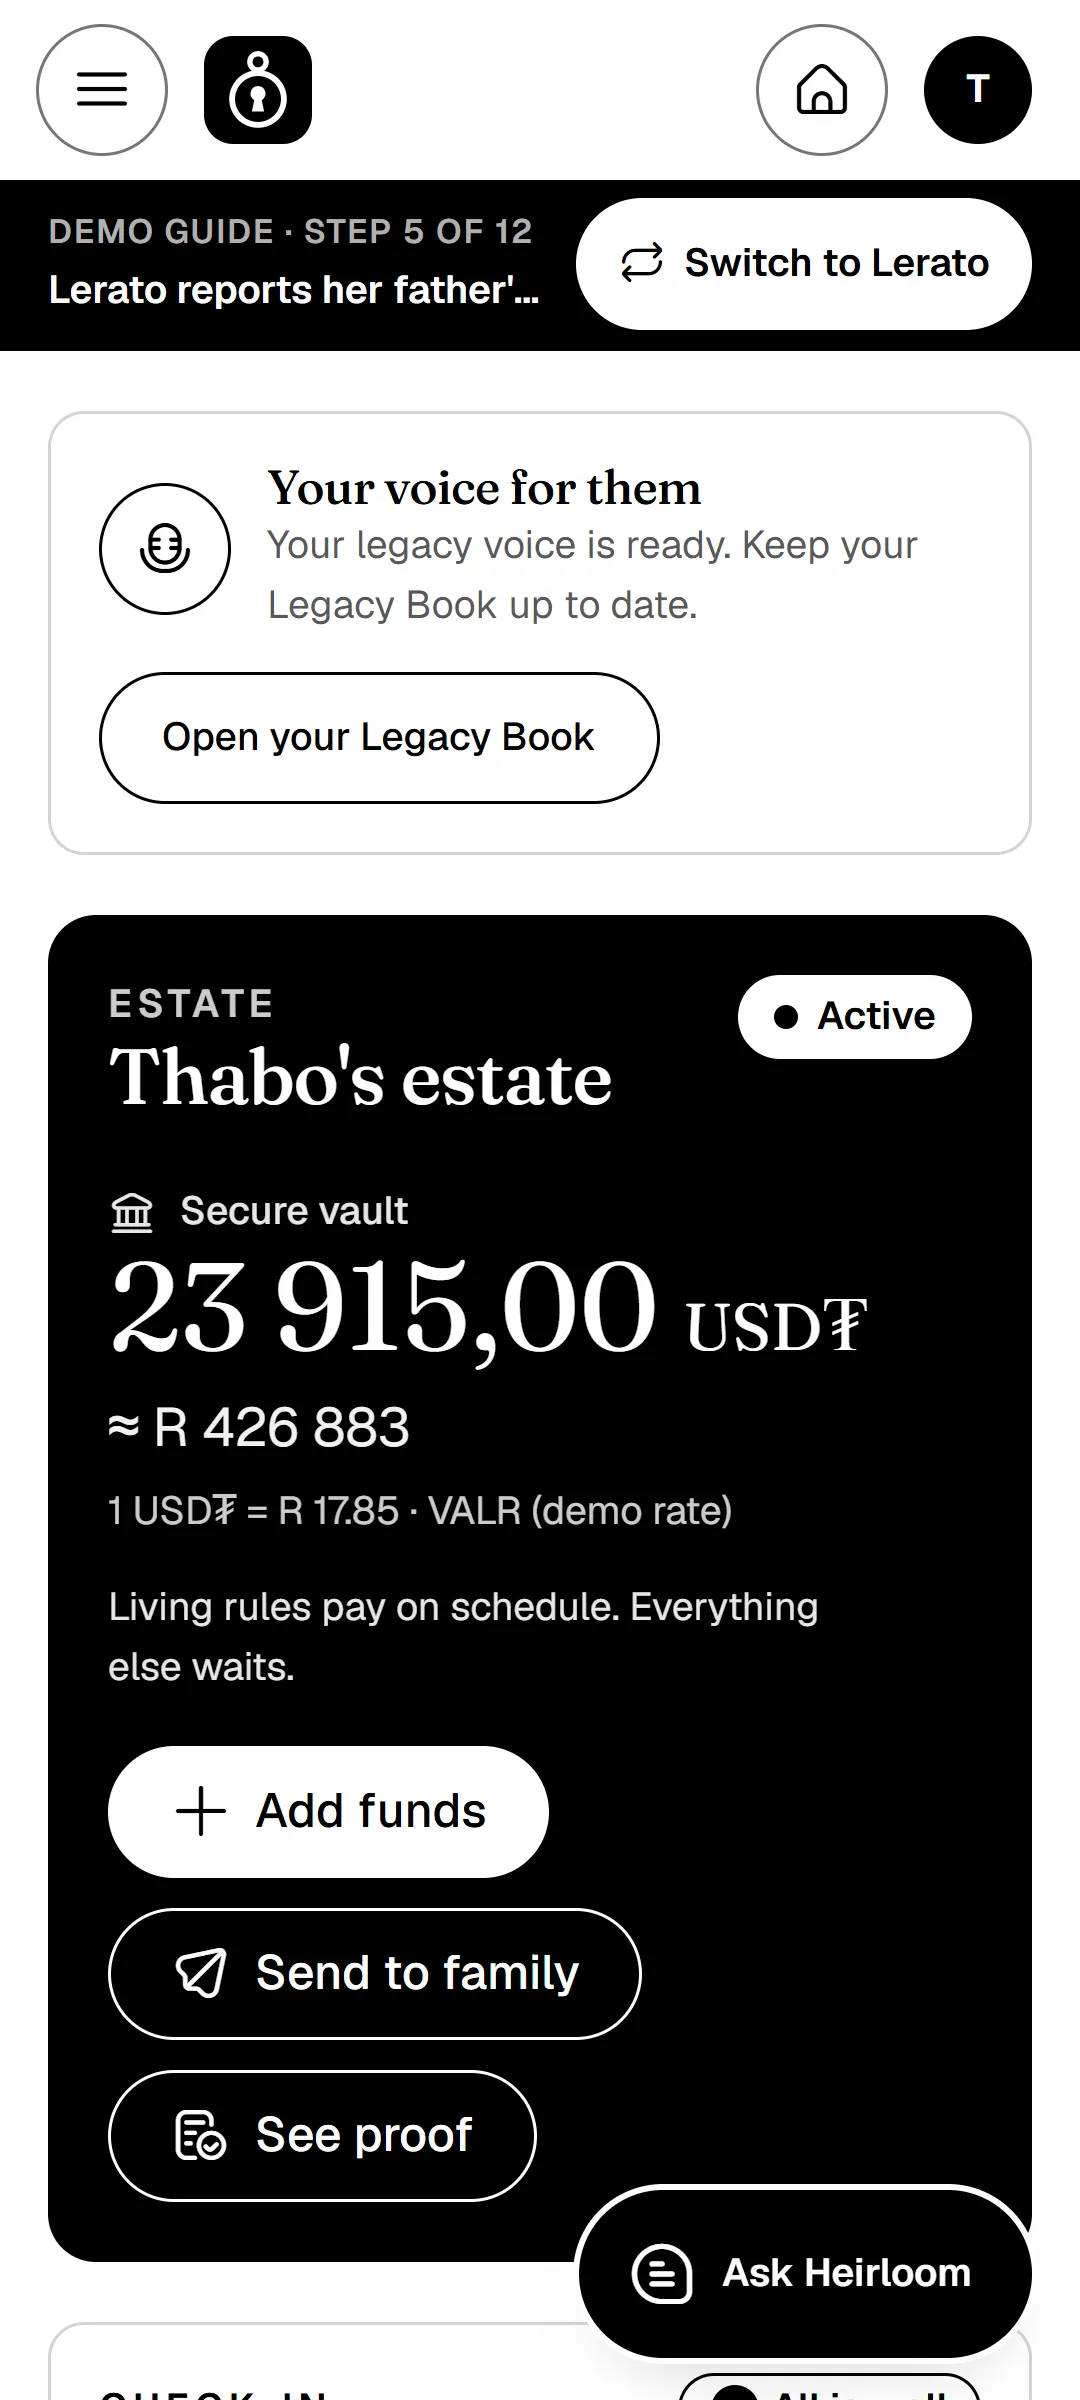 T
DEMO GUIDE · STEP 5 OF 12
Lerato reports her father'...
Switch to Lerato
Your voice for them
Your legacy voice is ready. Keep your
Legacy Book up to date.
Open your Legacy Book
ESTATE
Active
Thabo's estate
Secure vault
23 915,00 USD₮
≈ R 426 883
1 USD₮ = R 17.85 · VALR (demo rate)
Living rules pay on schedule. Everything
else waits.
Add funds
Send to family
See proof
Ask Heirloom